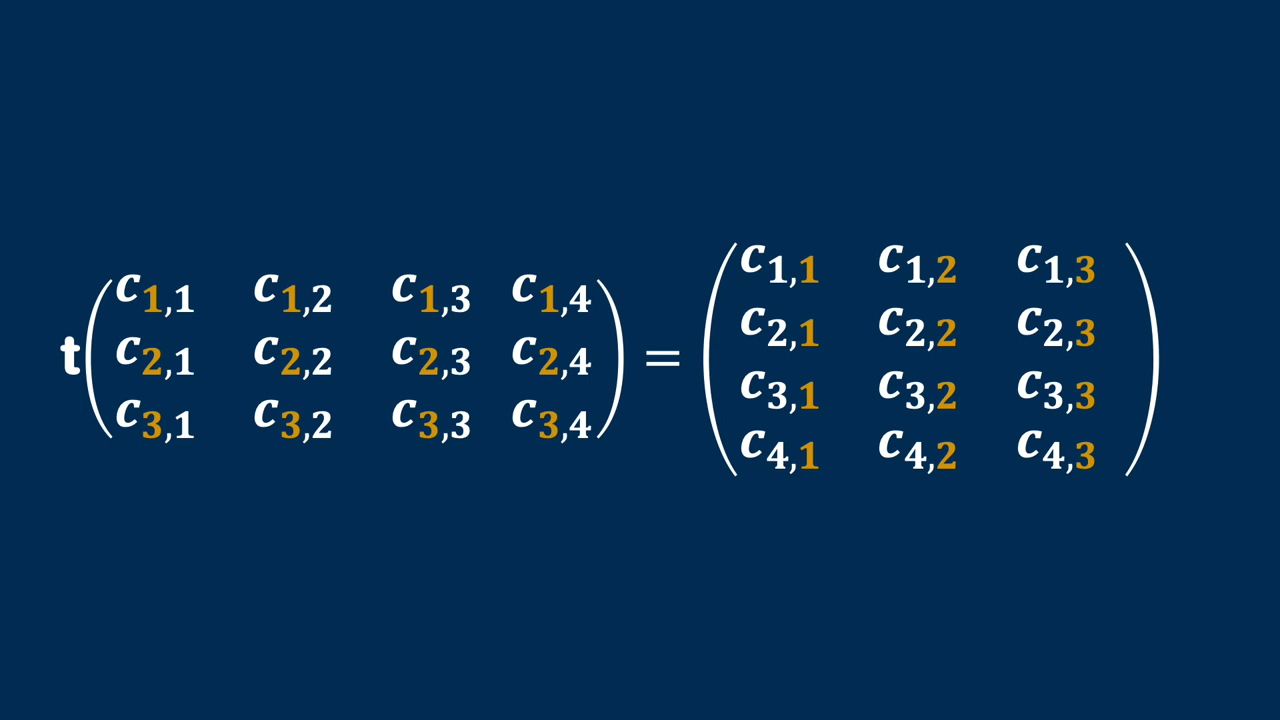 t( c1,1 c1,2 c1,3 c1,4 ) = ( c1,1 c1,2 c1,3 )
c2,1 c2,2 c2,3 c2,4 c2,1 c2,2 c2,3
c3,1 c3,2 c3,3 c3,4 c3,1 c3,2 c3,3
c4,1 c4,2 c4,3